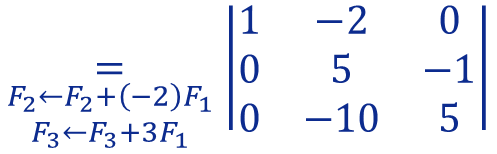 = |1 −2 0|
|0 5 −1|
|0 −10 5|
F₂←F₂+(−2)F₁
F₃←F₃+3F₁